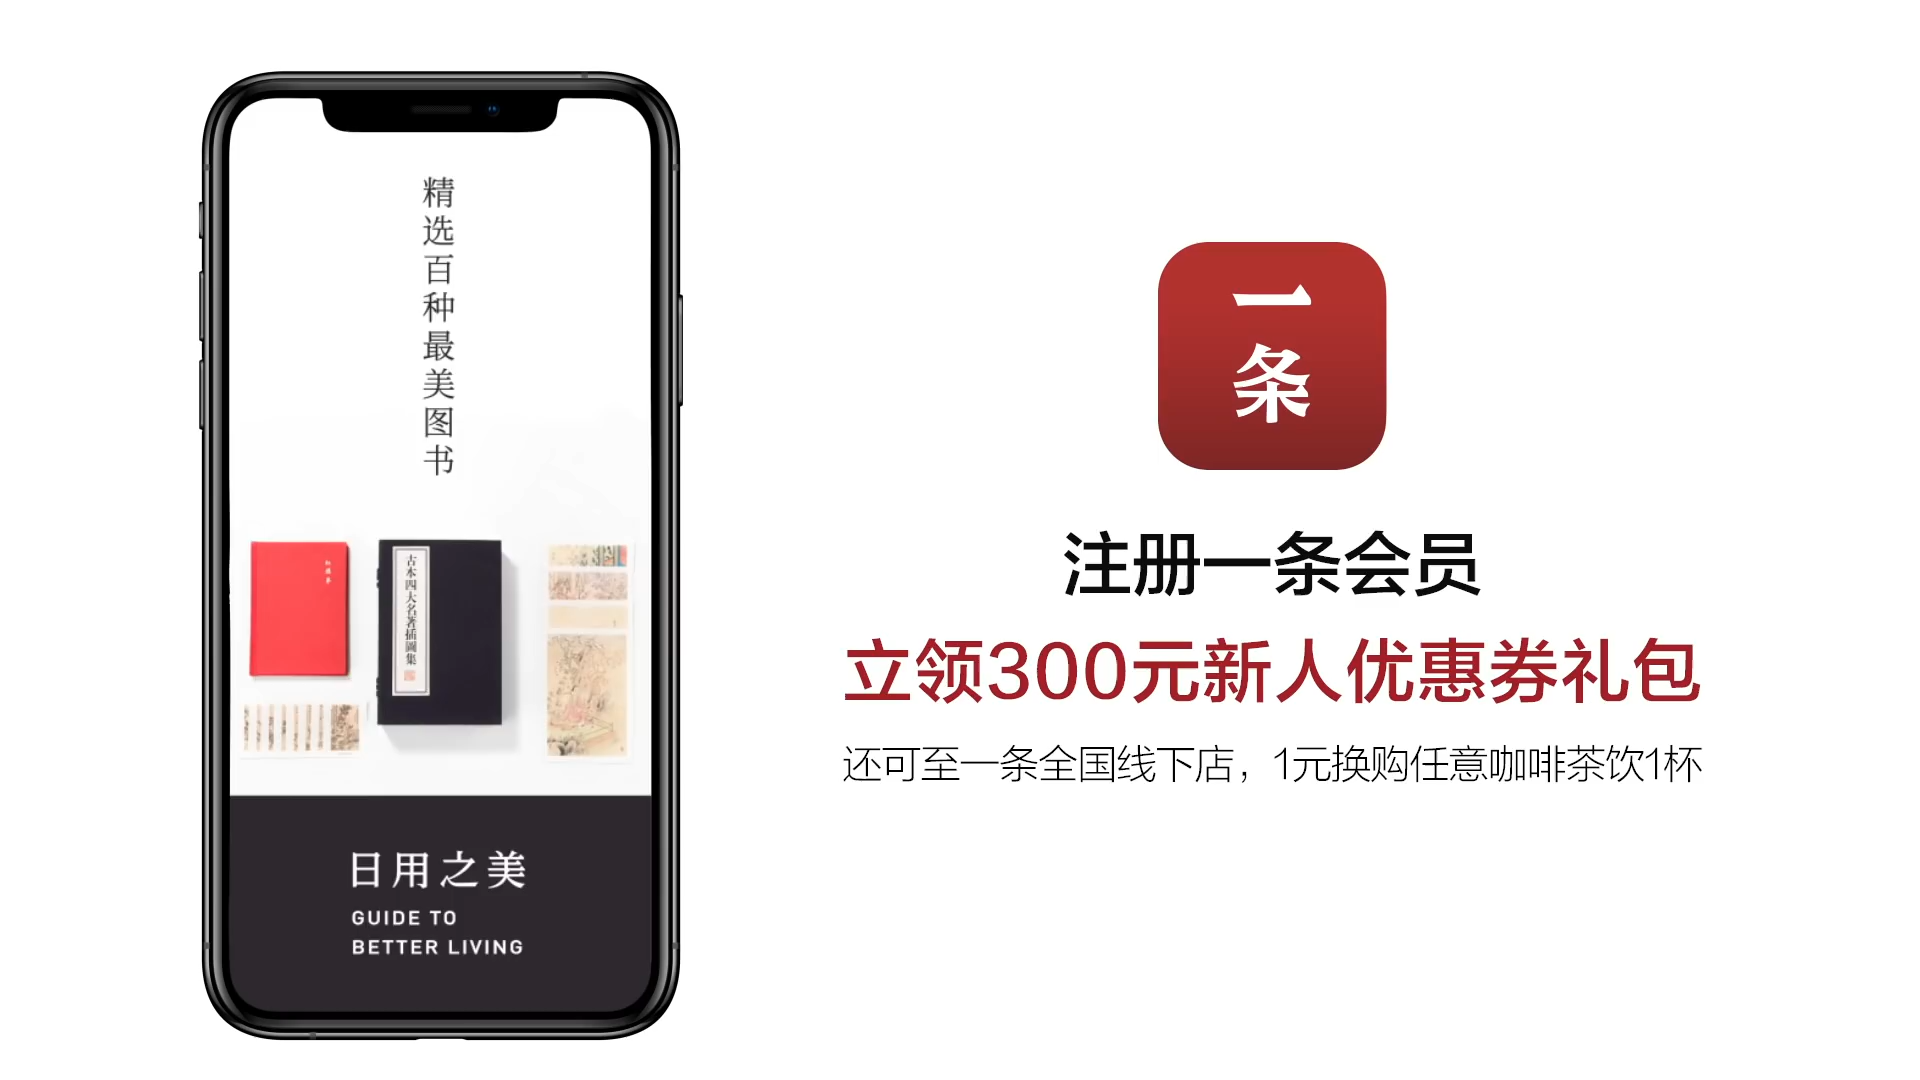 精选百种最美图书
古本四大名著插圖集
日用之美
GUIDE TO
BETTER LIVING
一条
注册一条会员
立领300元新人优惠券礼包
还可至一条全国线下店，1元换购任意咖啡茶饮1杯